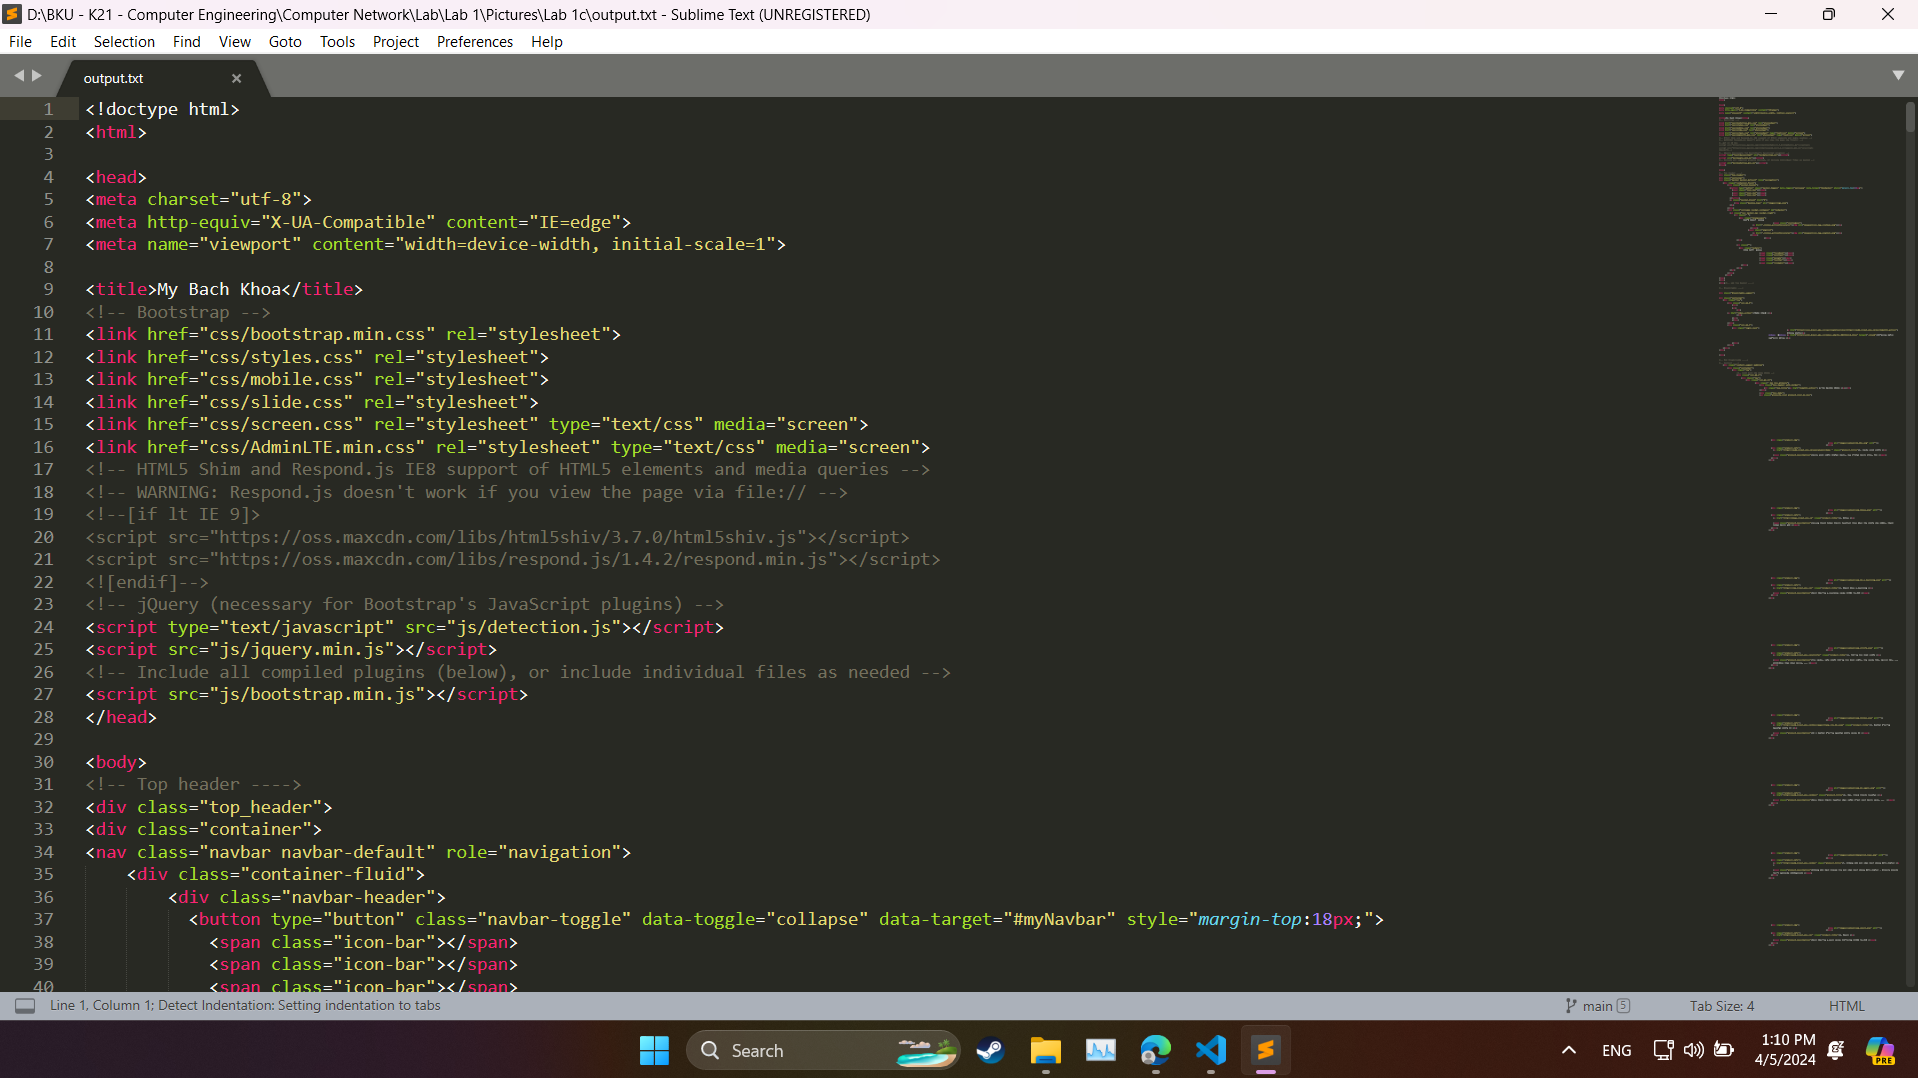 D:\BKU - K21 - Computer Engineering\Computer Network\Lab\Lab 1\Pictures\Lab 1c\output.txt - Sublime Text (UNREGISTERED)
File Edit Selection Find View Goto Tools Project Preferences Help
output.txt
1 <!doctype html>
2 <html>
3
4 <head>
5 <meta charset="utf-8">
6 <meta http-equiv="X-UA-Compatible" content="IE=edge">
7 <meta name="viewport" content="width=device-width, initial-scale=1">
8
9 <title>My Bach Khoa</title>
10 <!-- Bootstrap -->
11 <link href="css/bootstrap.min.css" rel="stylesheet">
12 <link href="css/styles.css" rel="stylesheet">
13 <link href="css/mobile.css" rel="stylesheet">
14 <link href="css/slide.css" rel="stylesheet">
15 <link href="css/screen.css" rel="stylesheet" type="text/css" media="screen">
16 <link href="css/AdminLTE.min.css" rel="stylesheet" type="text/css" media="screen">
17 <!-- HTML5 Shim and Respond.js IE8 support of HTML5 elements and media queries -->
18 <!-- WARNING: Respond.js doesn't work if you view the page via file:// -->
19 <!--[if lt IE 9]>
20 <script src="https://oss.maxcdn.com/libs/html5shiv/3.7.0/html5shiv.js"></script>
21 <script src="https://oss.maxcdn.com/libs/respond.js/1.4.2/respond.min.js"></script>
22 <![endif]-->
23 <!-- jQuery (necessary for Bootstrap's JavaScript plugins) -->
24 <script type="text/javascript" src="js/detection.js"></script>
25 <script src="js/jquery.min.js"></script>
26 <!-- Include all compiled plugins (below), or include individual files as needed -->
27 <script src="js/bootstrap.min.js"></script>
28 </head>
29
30 <body>
31 <!-- Top header ---->
32 <div class="top_header">
33 <div class="container">
34 <nav class="navbar navbar-default" role="navigation">
35 <div class="container-fluid">
36 <div class="navbar-header">
37 <button type="button" class="navbar-toggle" data-toggle="collapse" data-target="#myNavbar" style="margin-top:18px;">
38 <span class="icon-bar"></span>
39 <span class="icon-bar"></span>
40 <span class="icon-bar"></span>
Line 1, Column 1; Detect Indentation: Setting indentation to tabs
main 5 Tab Size: 4 HTML
Search
ENG
1:10 PM
4/5/2024
PRE